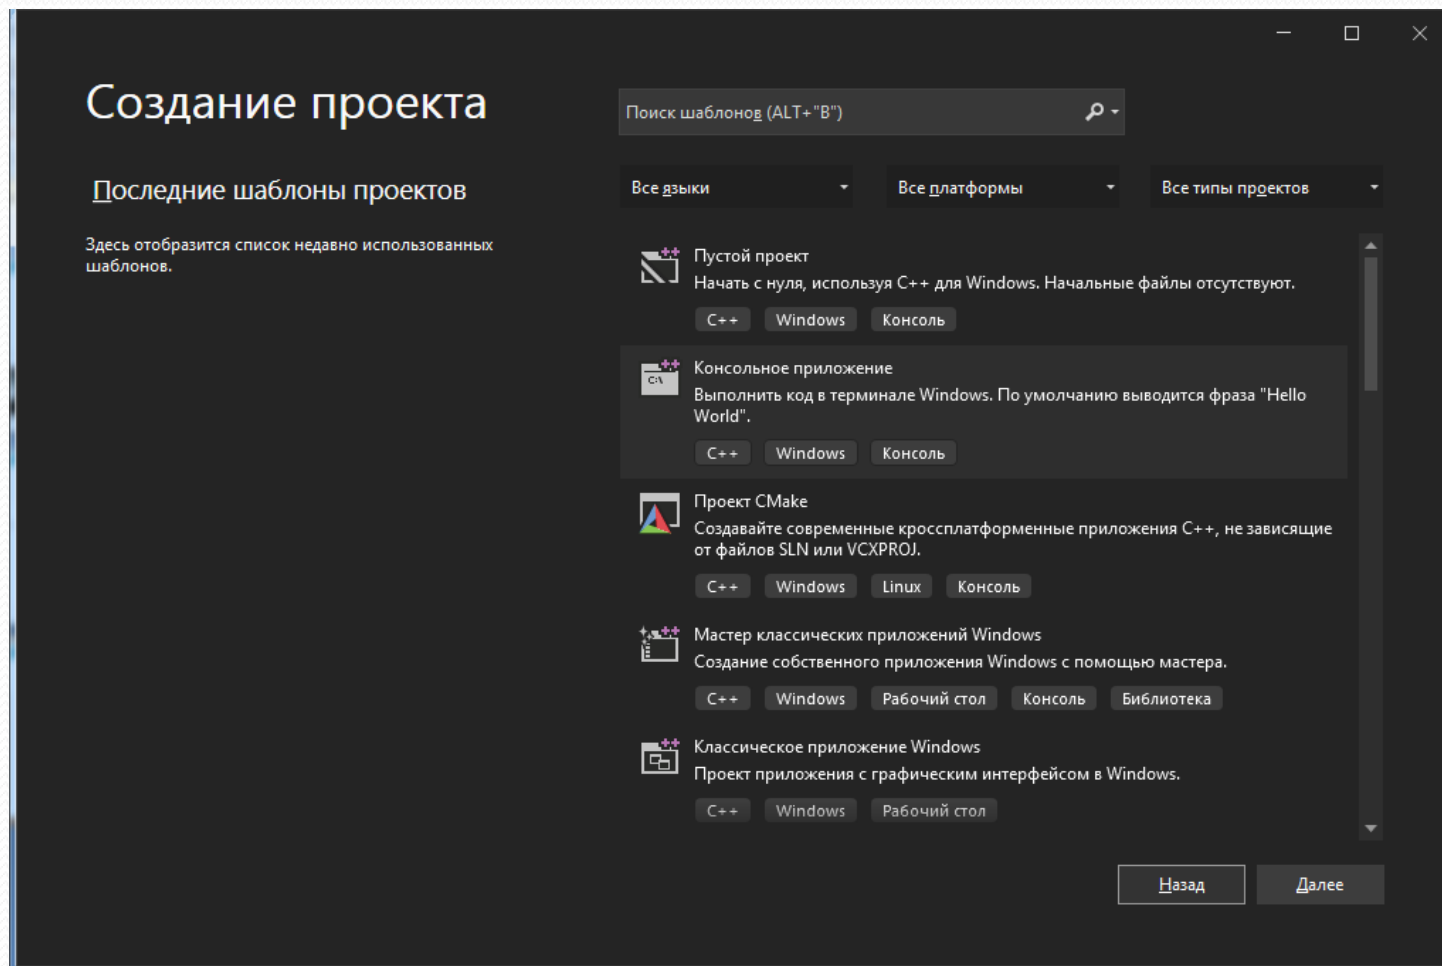 Создание проекта
Поиск шаблонов (ALT+"В")
Последние шаблоны проектов
Все языки
Все платформы
Все типы проектов
Здесь отобразится список недавно использованных
шаблонов.
Пустой проект
Начать с нуля, используя C++ для Windows. Начальные файлы отсутствуют.
C++ Windows Консоль
C:\
Консольное приложение
Выполнить код в терминале Windows. По умолчанию выводится фраза "Hello
World".
C++ Windows Консоль
Проект CMake
Создавайте современные кроссплатформенные приложения C++, не зависящие
от файлов SLN или VCXPROJ.
C++ Windows Linux Консоль
Мастер классических приложений Windows
Создание собственного приложения Windows с помощью мастера.
C++ Windows Рабочий стол Консоль Библиотека
Классическое приложение Windows
Проект приложения с графическим интерфейсом в Windows.
C++ Windows Рабочий стол
Назад
Далее